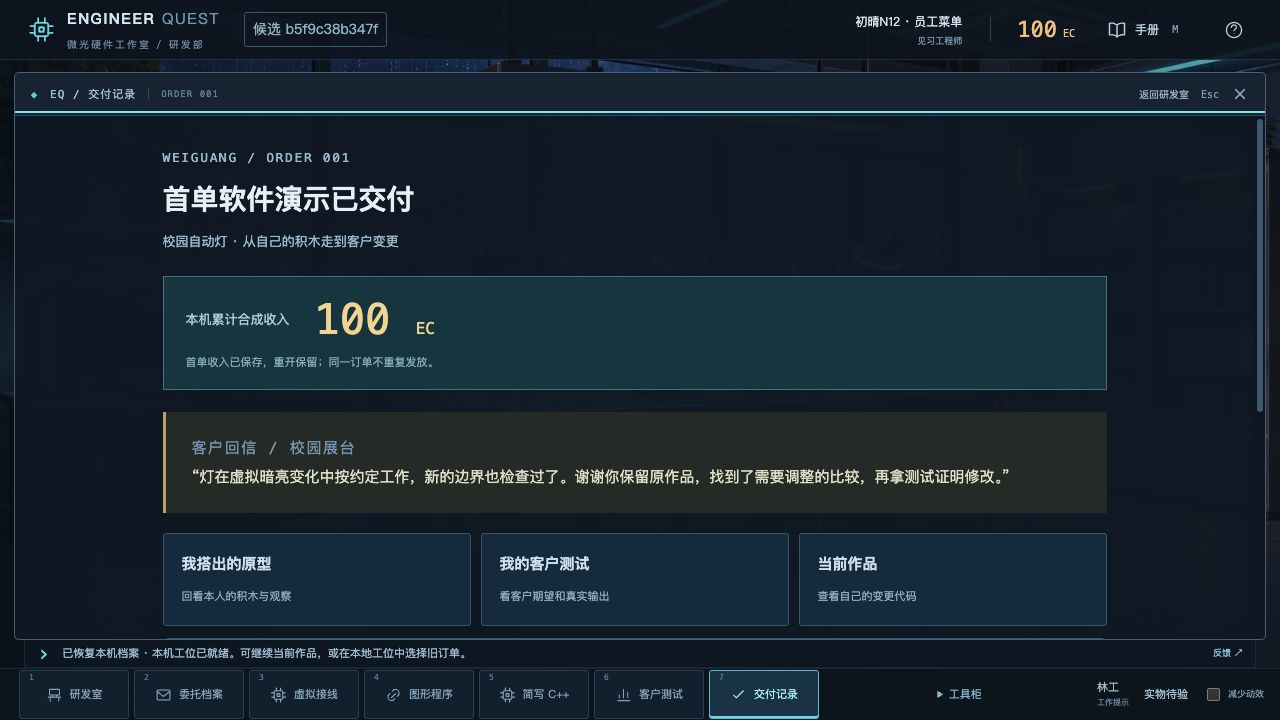 ENGINEER QUEST
微光硬件工作室 / 研发部
候选 b5f9c38b347f
初晴N12 · 员工菜单
见习工程师
100 EC
手册 M
EQ / 交付记录 ORDER 001
返回研发室 Esc
WEIGUANG / ORDER 001
首单软件演示已交付
校园自动灯 · 从自己的积木走到客户变更
本机累计合成收入 100 EC
首单收入已保存，重开保留；同一订单不重复发放。
客户回信 / 校园展台
“灯在虚拟暗亮变化中按约定工作，新的边界也检查过了。谢谢你保留原作品，找到了需要调整的比较，再拿测试证明修改。”
我搭出的原型
回看本人的积木与观察
我的客户测试
看客户期望和真实输出
当前作品
查看自己的变更代码
已恢复本机档案 · 本机工位已就绪。可继续当前作品，或在本地工位中选择旧订单。
反馈 ↗
1 研发室
2 委托档案
3 虚拟接线
4 图形程序
5 简写 C++
6 客户测试
7 交付记录
工具柜
林工
工作提示
实物待验
减少动效